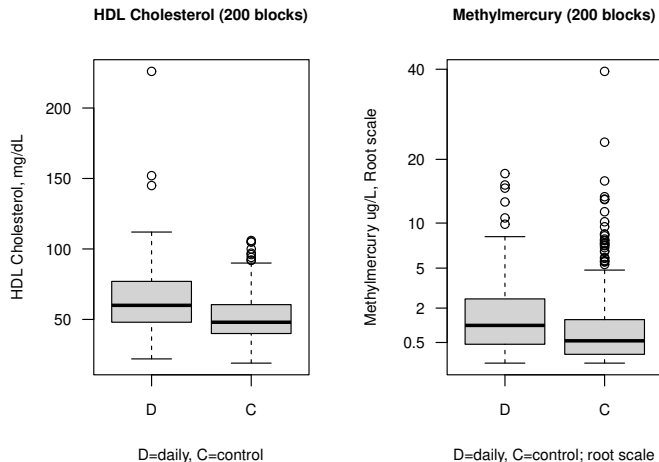 HDL Cholesterol (200 blocks)
HDL Cholesterol, mg/dL
200
150
100
50
D
C
D=daily, C=control
Methylmercury (200 blocks)
Methylmercury ug/L, Root scale
40
20
10
5
2
0.5
D
C
D=daily, C=control; root scale